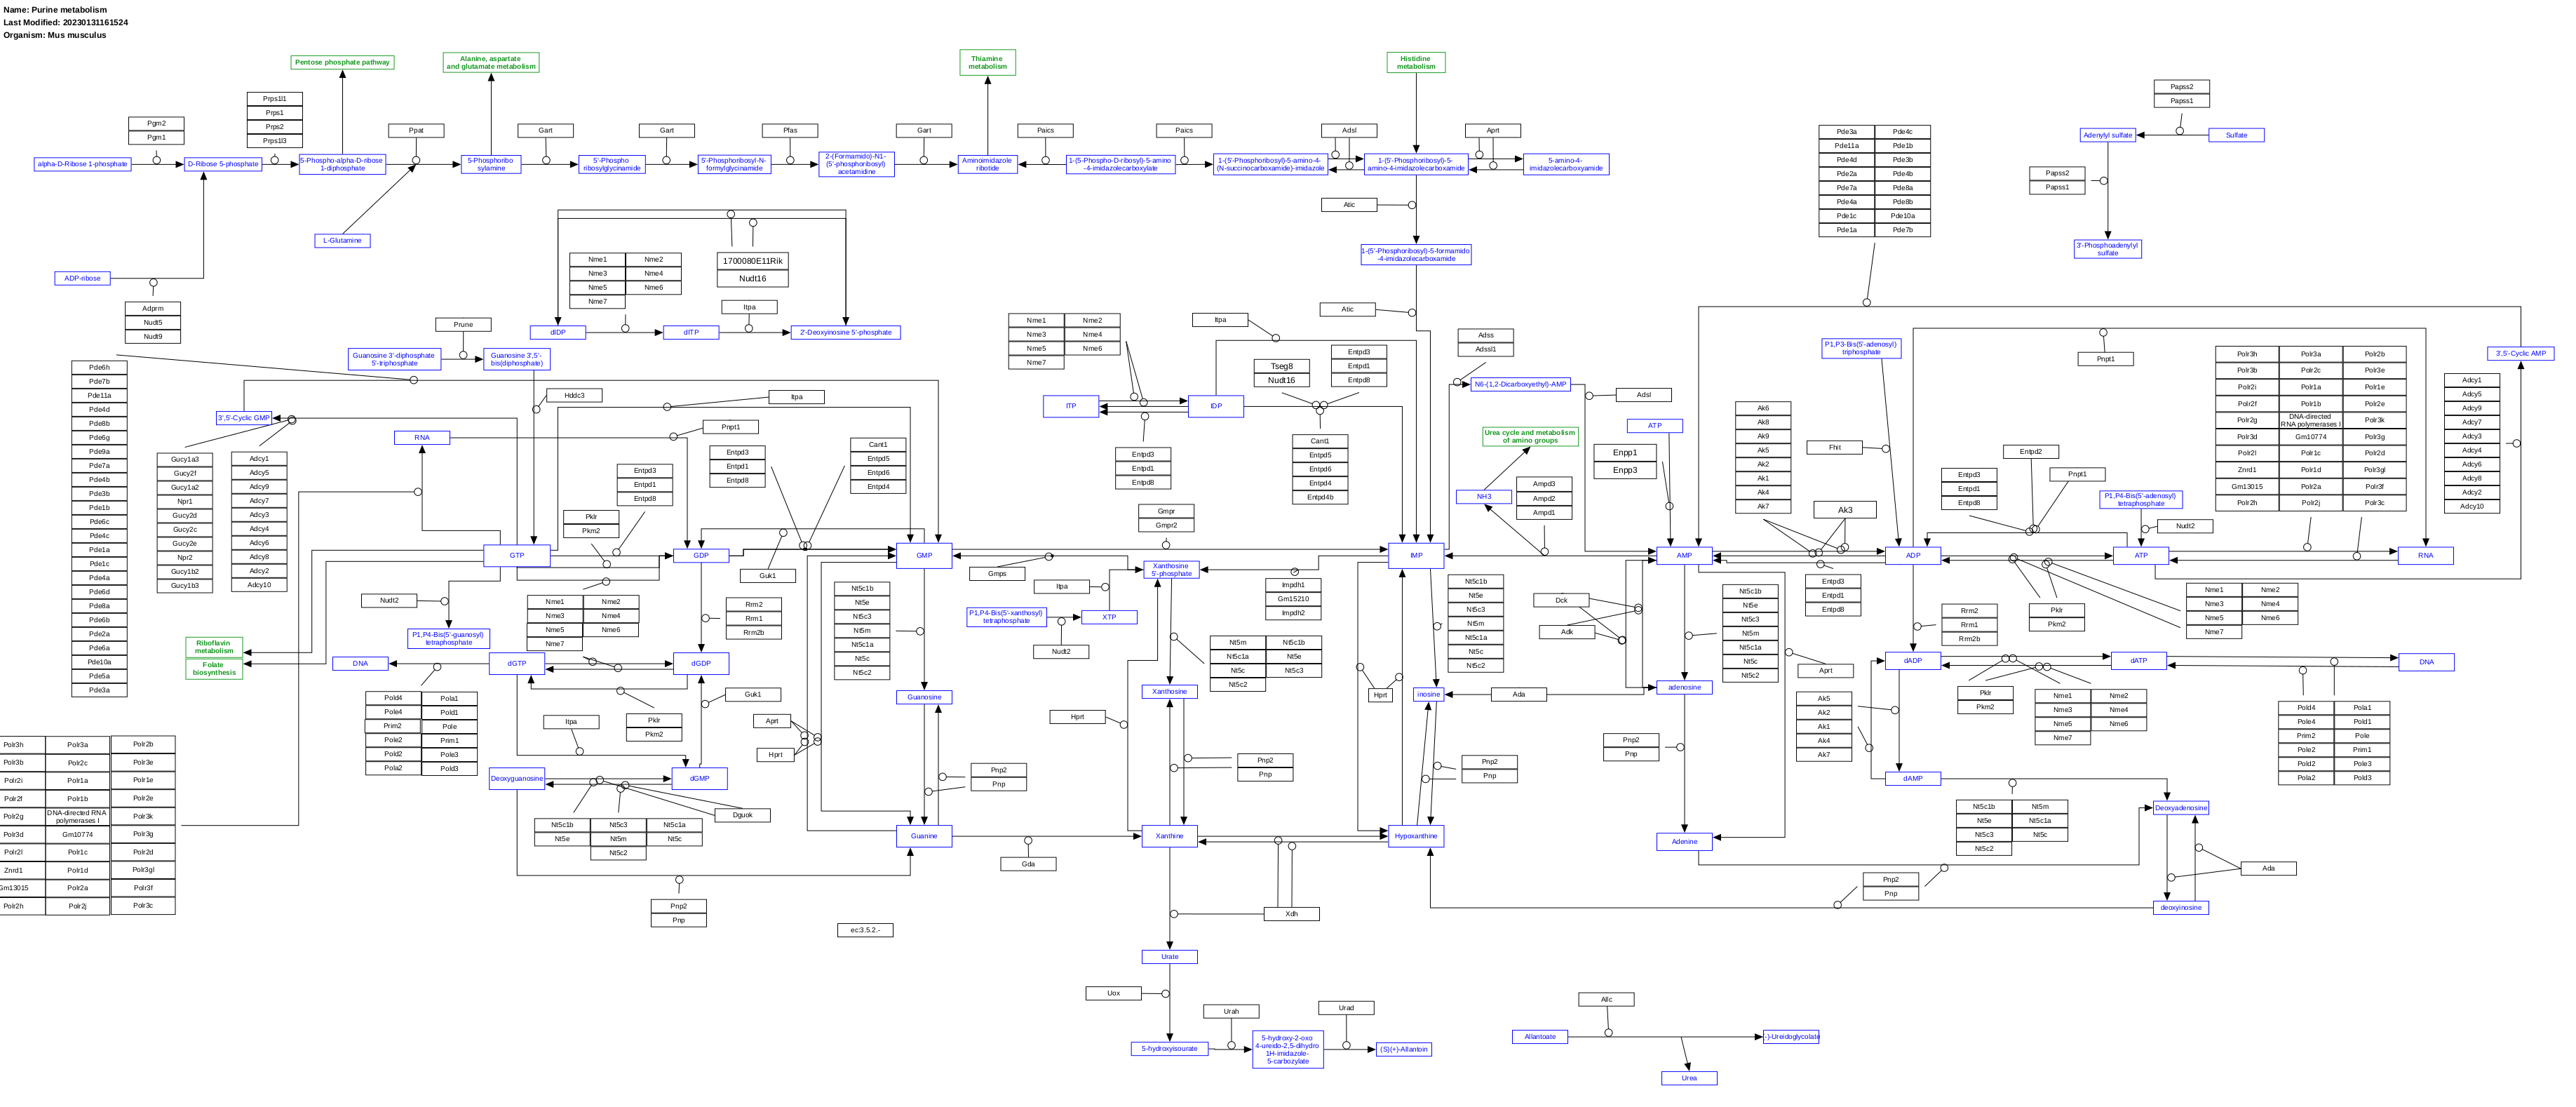 Name: Purine metabolism
Last Modified: 20230131161524
Organism: Mus musculus
Pentose phosphate pathway
Alanine, aspartate
and glutamate metabolism
Thiamine
metabolism
Histidine
metabolism
Prps1l1
Prps1
Prps2
Prps1l3
Pgm2
Pgm1
Ppat
Gart
Gart
Pfas
Gart
Paics
Paics
Adsl
Aprt
alpha-D-Ribose 1-phosphate
D-Ribose 5-phosphate
5-Phospho-alpha-D-ribose
1-diphosphate
5-Phosphoribo
sylamine
5'-Phospho
ribosylglycinamide
5'-Phosphoribosyl-N-
formylglycinamide
2-(Formamido)-N1-
(5'-phosphoribosyl)
acetamidine
Aminoimidazole
ribotide
1-(5-Phospho-D-ribosyl)-5-amino
-4-imidazolecarboxylate
1-(5'-Phosphoribosyl)-5-amino-4-
(N-succinocarboxamide)-imidazole
1-(5'-Phosphoribosyl)-5-
amino-4-imidazolecarboxamide
5-amino-4-
imidazolecarboxyamide
Papss2
Papss1
Adenylyl sulfate
Sulfate
Papss2
Papss1
3'-Phosphoadenylyl
sulfate
Pde3a
Pde4c
Pde11a
Pde1b
Pde4d
Pde3b
Pde2a
Pde4b
Pde7a
Pde8a
Pde4a
Pde8b
Pde1c
Pde10a
Pde1a
Pde7b
L-Glutamine
Atic
1-(5'-Phosphoribosyl)-5-formamido
-4-imidazolecarboxamide
Atic
ADP-ribose
Adprm
Nudt5
Nudt9
Nme1
Nme2
Nme3
Nme4
Nme5
Nme6
Nme7
1700080E11Rik
Nudt16
Itpa
dIDP
dITP
2'-Deoxyinosine 5'-phosphate
Prune
Guanosine 3'-diphosphate
5'-triphosphate
Guanosine 3',5'-
bis(diphosphate)
Hddc3
Itpa
Pnpt1
Nme1
Nme2
Nme3
Nme4
Nme5
Nme6
Nme7
Itpa
Tseg8
Nudt16
Entpd3
Entpd1
Entpd8
ITP
IDP
Entpd3
Entpd1
Entpd8
Cant1
Entpd5
Entpd6
Entpd4
Entpd4b
Adss
Adssl1
N6-(1,2-Dicarboxyethyl)-AMP
Adsl
Urea cycle and metabolism
of amino groups
NH3
Ampd3
Ampd2
Ampd1
ATP
Enpp1
Enpp3
Ak6
Ak8
Ak9
Ak5
Ak2
Ak1
Ak4
Ak7
P1,P3-Bis(5'-adenosyl)
triphosphate
Fhit
Ak3
Pnpt1
Entpd2
Entpd3
Entpd1
Entpd8
Pnpt1
P1,P4-Bis(5'-adenosyl)
tetraphosphate
Nudt2
Polr3h
Polr3a
Polr2b
Polr3b
Polr2c
Polr3e
Polr2i
Polr1a
Polr1e
Polr2f
Polr1b
Polr2e
Polr2g
DNA-directed
RNA polymerases I
Polr3k
Polr3d
Gm10774
Polr3g
Polr2l
Polr1c
Polr2d
Znrd1
Polr1d
Polr3gl
Gm13015
Polr2a
Polr3f
Polr2h
Polr2j
Polr3c
3',5'-Cyclic AMP
Adcy1
Adcy5
Adcy9
Adcy7
Adcy3
Adcy4
Adcy6
Adcy8
Adcy2
Adcy10
Pde6h
Pde7b
Pde11a
Pde4d
Pde8b
Pde6g
Pde9a
Pde7a
Pde4b
Pde3b
Pde1b
Pde6c
Pde4c
Pde1a
Pde1c
Pde4a
Pde6d
Pde8a
Pde6b
Pde2a
Pde6a
Pde10a
Pde5a
Pde3a
3',5'-Cyclic GMP
Gucy1a3
Gucy2f
Gucy1a2
Npr1
Gucy2d
Gucy2c
Gucy2e
Npr2
Gucy1b2
Gucy1b3
Adcy1
Adcy5
Adcy9
Adcy7
Adcy3
Adcy4
Adcy6
Adcy8
Adcy2
Adcy10
RNA
Entpd3
Entpd1
Entpd8
Pklr
Pkm2
Entpd3
Entpd1
Entpd8
Cant1
Entpd5
Entpd6
Entpd4
Gmpr
Gmpr2
GTP
GDP
GMP
IMP
AMP
ADP
ATP
RNA
Guk1
Gmps
Xanthosine
5'-phosphate
Itpa
Impdh1
Gm15210
Impdh2
P1,P4-Bis(5'-xanthosyl)
tetraphosphate
XTP
Nudt2
Nudt2
P1,P4-Bis(5'-guanosyl)
tetraphosphate
Nme1
Nme2
Nme3
Nme4
Nme5
Nme6
Nme7
Rrm2
Rrm1
Rrm2b
Nt5c1b
Nt5e
Nt5c3
Nt5m
Nt5c1a
Nt5c
Nt5c2
Nt5m
Nt5c1b
Nt5c1a
Nt5e
Nt5c
Nt5c3
Nt5c2
Nt5c1b
Nt5e
Nt5c3
Nt5m
Nt5c1a
Nt5c
Nt5c2
Dck
Adk
Nt5c1b
Nt5e
Nt5c3
Nt5m
Nt5c1a
Nt5c
Nt5c2
Entpd3
Entpd1
Entpd8
Rrm2
Rrm1
Rrm2b
Pklr
Pkm2
Nme1
Nme2
Nme3
Nme4
Nme5
Nme6
Nme7
Riboflavin
metabolism
Folate
biosynthesis
DNA
dGTP
dGDP
Guanosine
Xanthosine
Hprt
inosine
Ada
adenosine
Aprt
dADP
dATP
DNA
Pold4
Pola1
Pole4
Pold1
Prim2
Pole
Pole2
Prim1
Pold2
Pole3
Pola2
Pold3
Guk1
Itpa
Pklr
Pkm2
Aprt
Hprt
Hprt
Pnp2
Pnp
Pnp2
Pnp
Pnp2
Pnp
Pnp2
Pnp
Ak5
Ak2
Ak1
Ak4
Ak7
Pklr
Pkm2
Nme1
Nme2
Nme3
Nme4
Nme5
Nme6
Nme7
Pold4
Pola1
Pole4
Pold1
Prim2
Pole
Pole2
Prim1
Pold2
Pole3
Pola2
Pold3
Polr3h
Polr3a
Polr2b
Polr3b
Polr2c
Polr3e
Polr2i
Polr1a
Polr1e
Polr2f
Polr1b
Polr2e
Polr2g
DNA-directed RNA
polymerases I
Polr3k
Polr3d
Gm10774
Polr3g
Polr2l
Polr1c
Polr2d
Znrd1
Polr1d
Polr3gl
Gm13015
Polr2a
Polr3f
Polr2h
Polr2j
Polr3c
Deoxyguanosine
dGMP
Dguok
Nt5c1b
Nt5c3
Nt5c1a
Nt5e
Nt5m
Nt5c
Nt5c2
Guanine
Xanthine
Hypoxanthine
Adenine
dAMP
Deoxyadenosine
Nt5c1b
Nt5m
Nt5e
Nt5c1a
Nt5c3
Nt5c
Nt5c2
Gda
Ada
Pnp2
Pnp
deoxyinosine
Pnp2
Pnp
Xdh
ec:3.5.2.-
Urate
Uox
Urah
Urad
5-hydroxyisourate
5-hydroxy-2-oxo
4-ureido-2,5-dihydro
1H-imidazole-
5-carbozylate
(S)(+)-Allantoin
Allc
Allantoate
-)-Ureidoglycolate
Urea